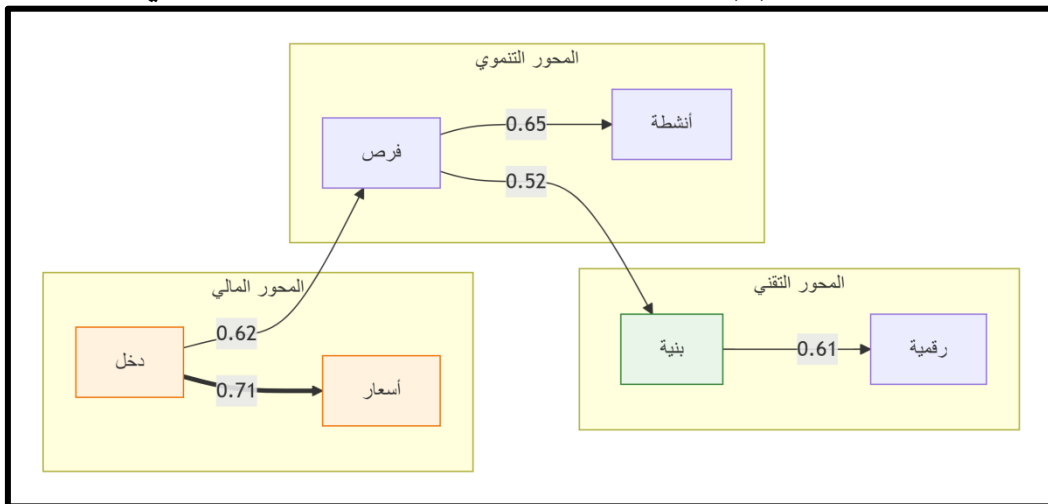 المحور التنموي
أنشطة
0.65
فرص
0.52
المحور المالي
المحور التقني
0.62
دخل
0.71
أسعار
بنية
0.61
رقمية